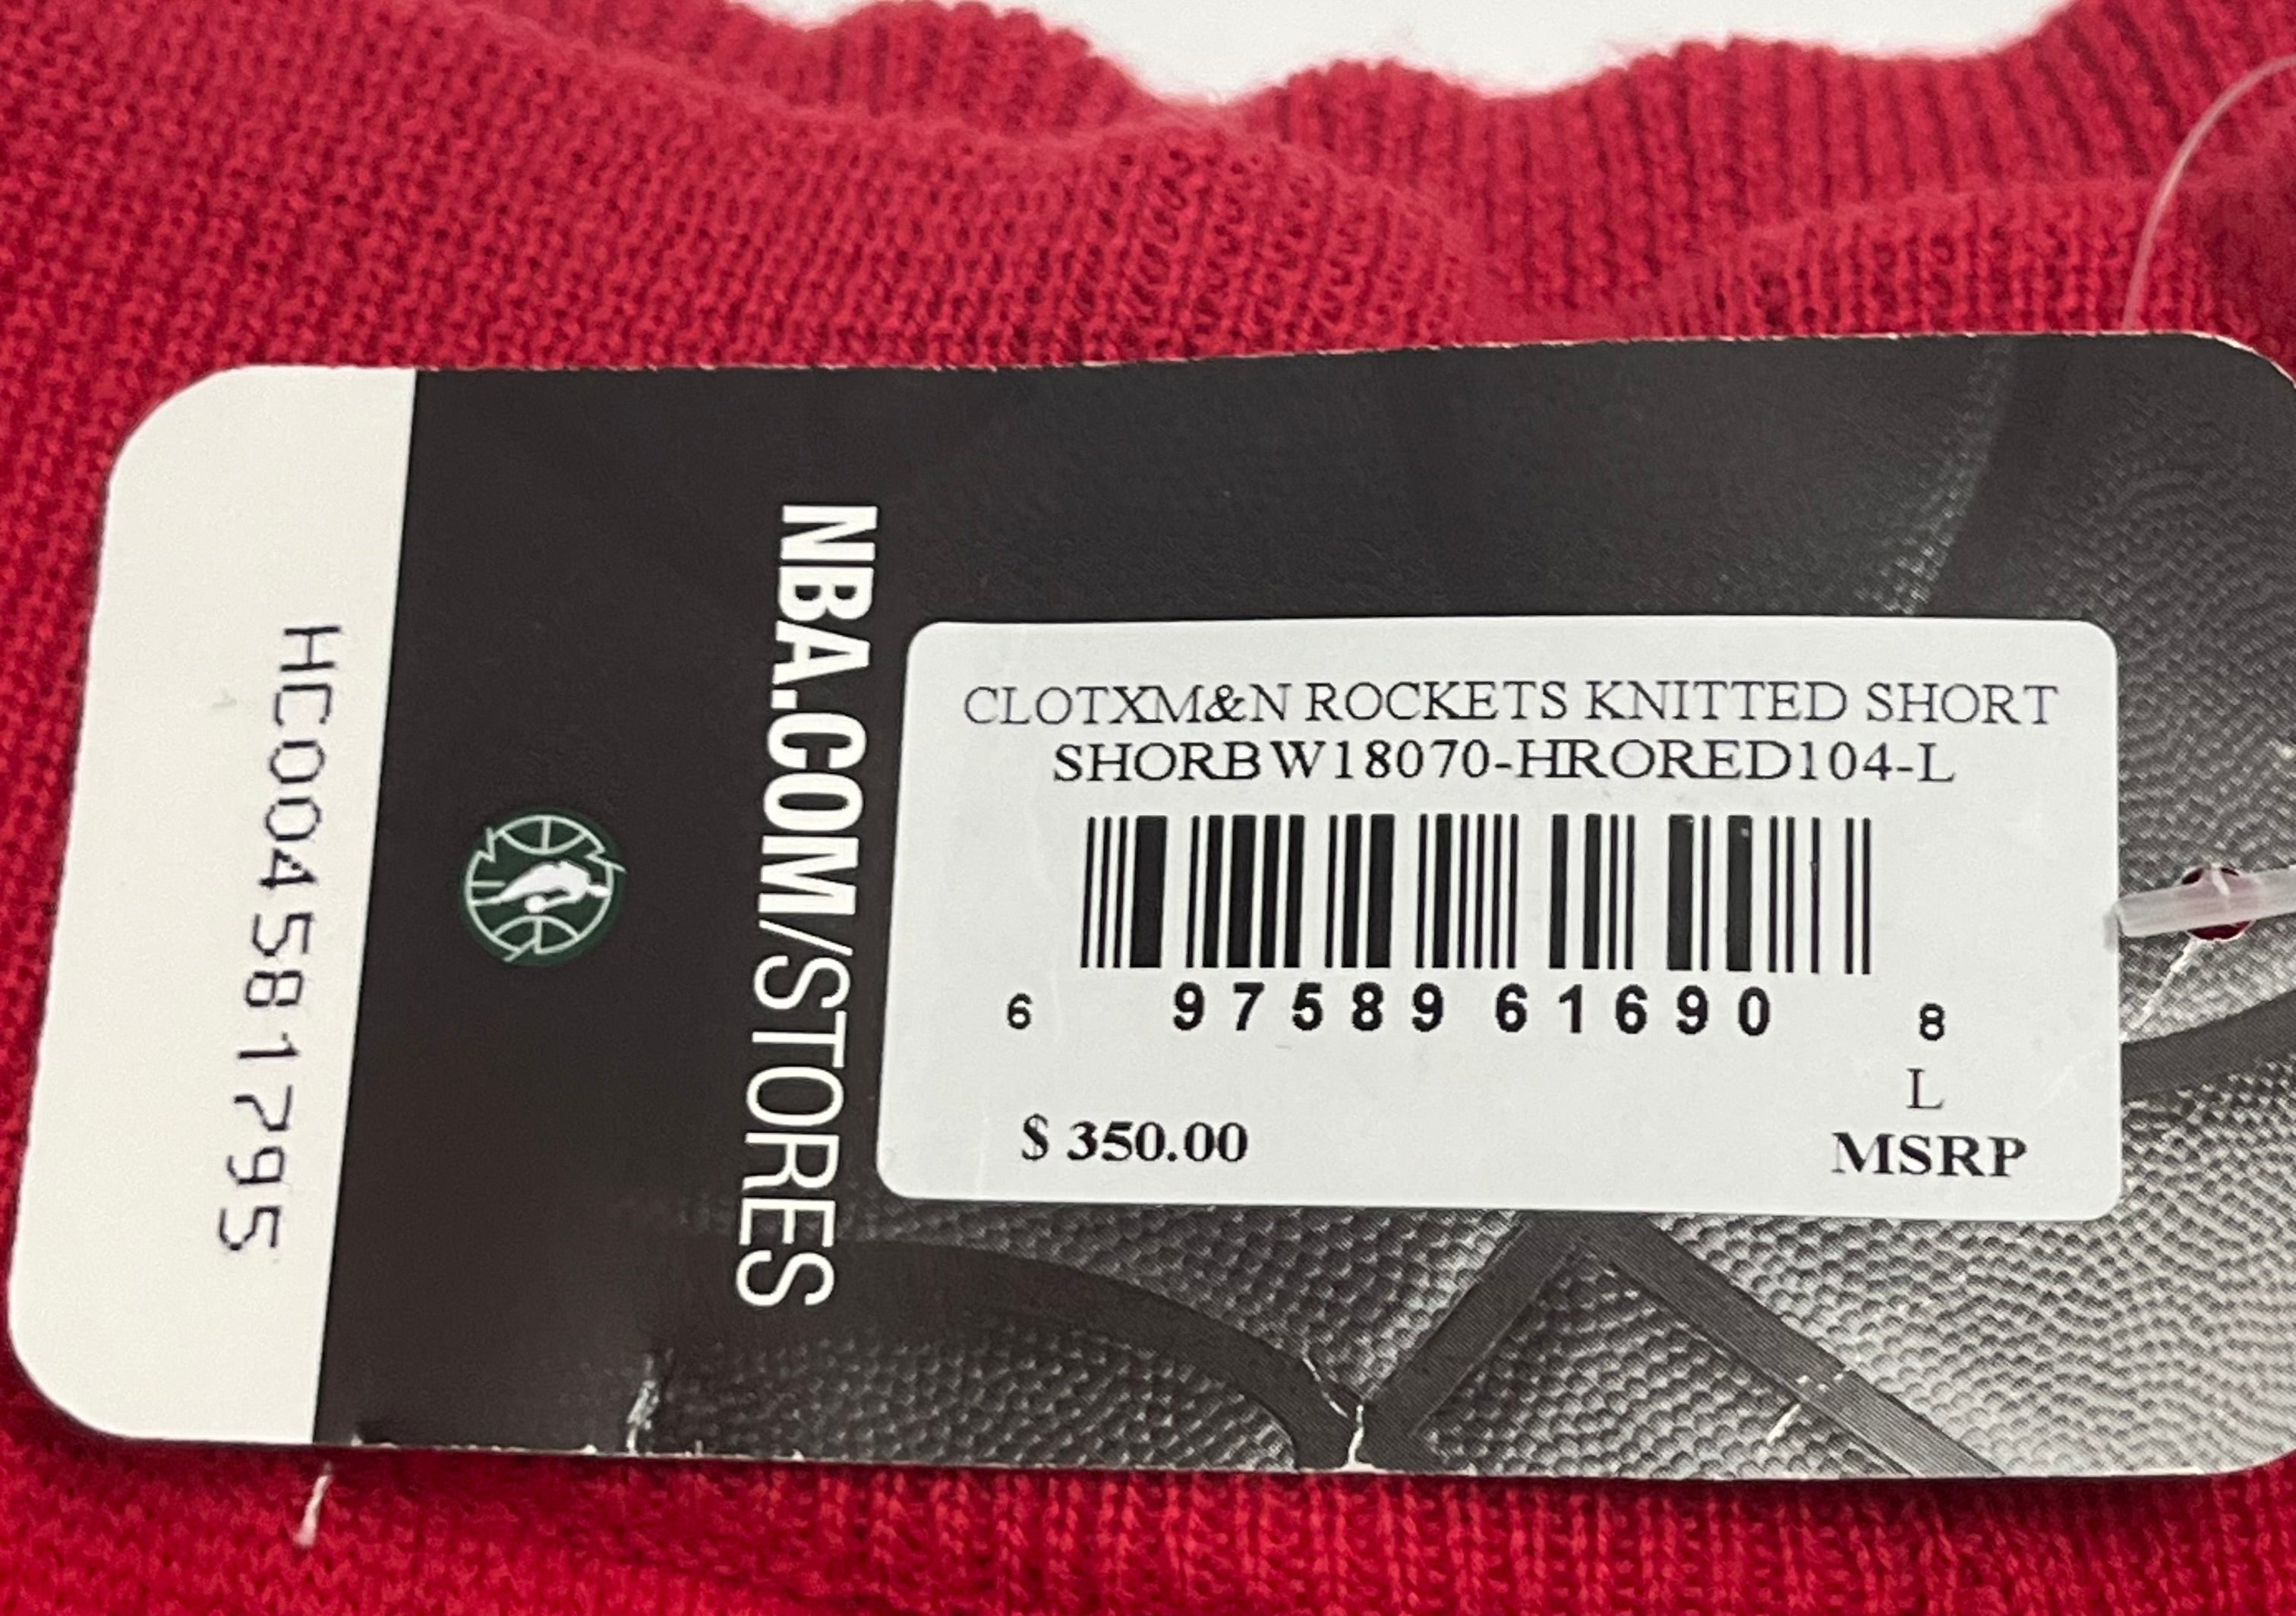 HC004581795
NBA.COM/STORES
CLOTXM&N ROCKETS KNITTED SHORT
SHORBW18070-HRORED104-L
6 97589 61690 8
L
$ 350.00 MSRP